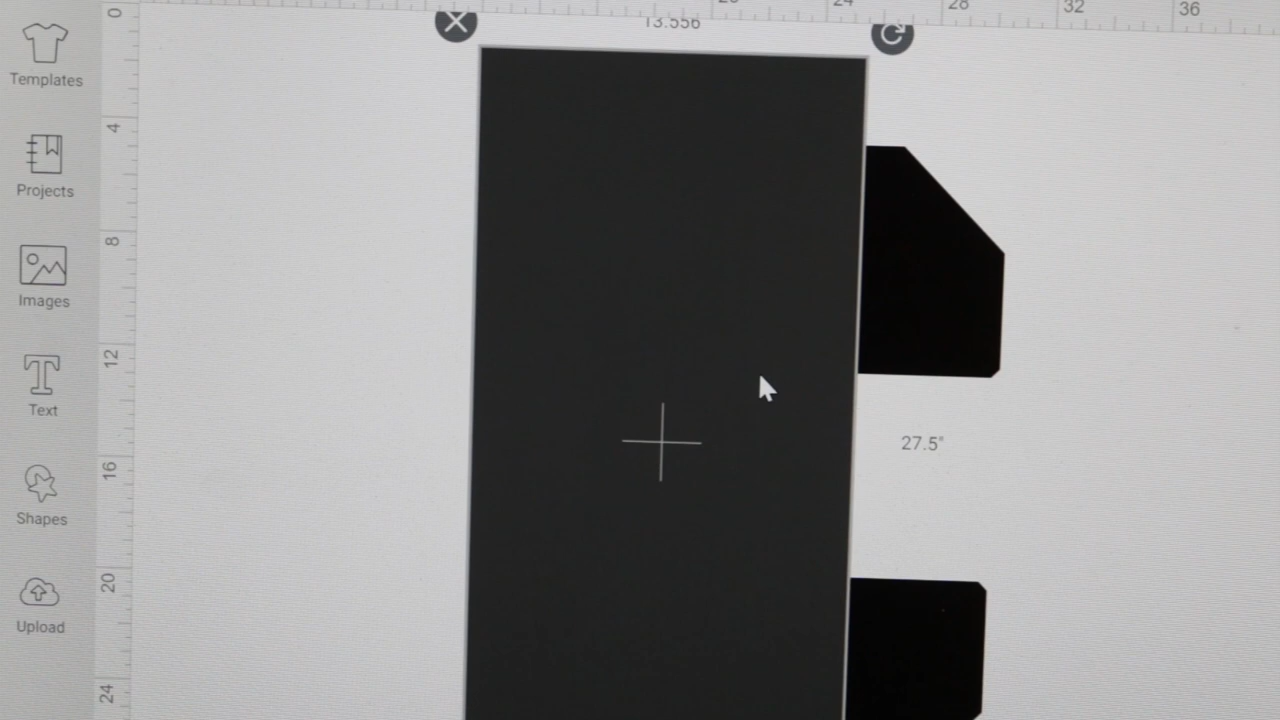 24
28
32
36
13.556
0
Templates
4
Projects
8
Images
12
Text
27.5"
16
Shapes
20
Upload
24